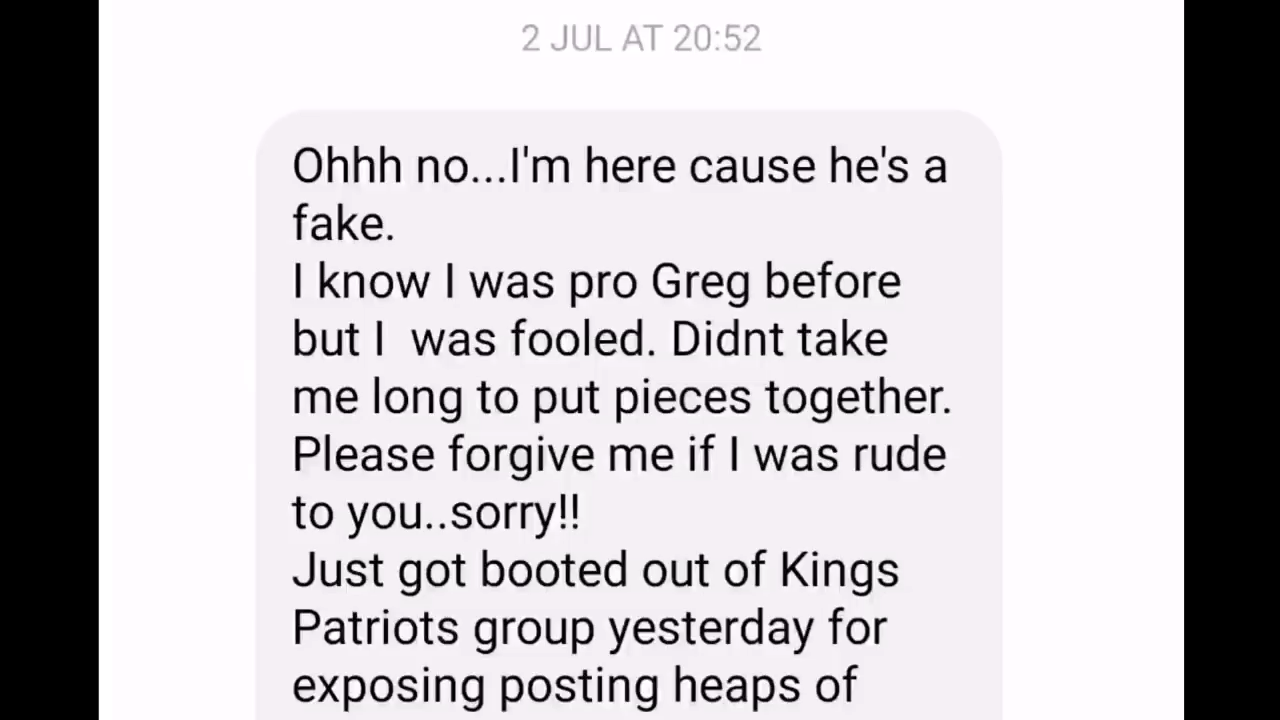 2 JUL AT 20:52
Ohhh no...I'm here cause he's a
fake.
I know I was pro Greg before
but I  was fooled. Didnt take
me long to put pieces together.
Please forgive me if I was rude
to you..sorry!!
Just got booted out of Kings
Patriots group yesterday for
exposing posting heaps of